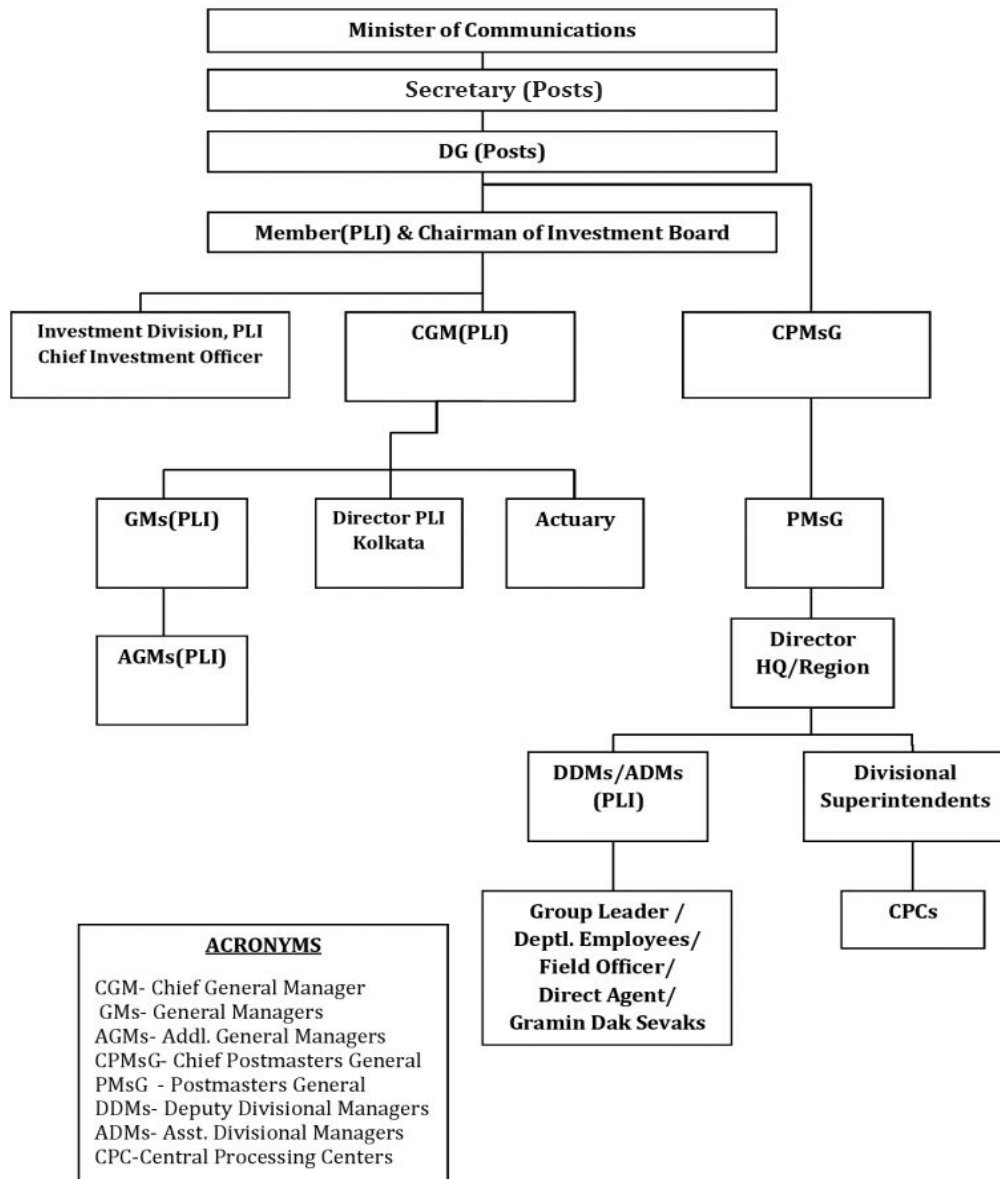 Minister of Communications
Secretary (Posts)
DG (Posts)
Member(PLI) & Chairman of Investment Board
Investment Division, PLI
Chief Investment Officer
CGM(PLI)
CPMsG
GMs(PLI)
Director PLI
Kolkata
Actuary
PMsG
AGMs(PLI)
Director
HQ/Region
DDMs/ADMs
(PLI)
Divisional
Superintendents
Group Leader /
Deptl. Employees/
Field Officer/
Direct Agent/
Gramin Dak Sevaks
CPCs
ACRONYMS
CGM- Chief General Manager
GMs- General Managers
AGMs- Addl. General Managers
CPMsG- Chief Postmasters General
PMsG - Postmasters General
DDMs- Deputy Divisional Managers
ADMs- Asst. Divisional Managers
CPC-Central Processing Centers